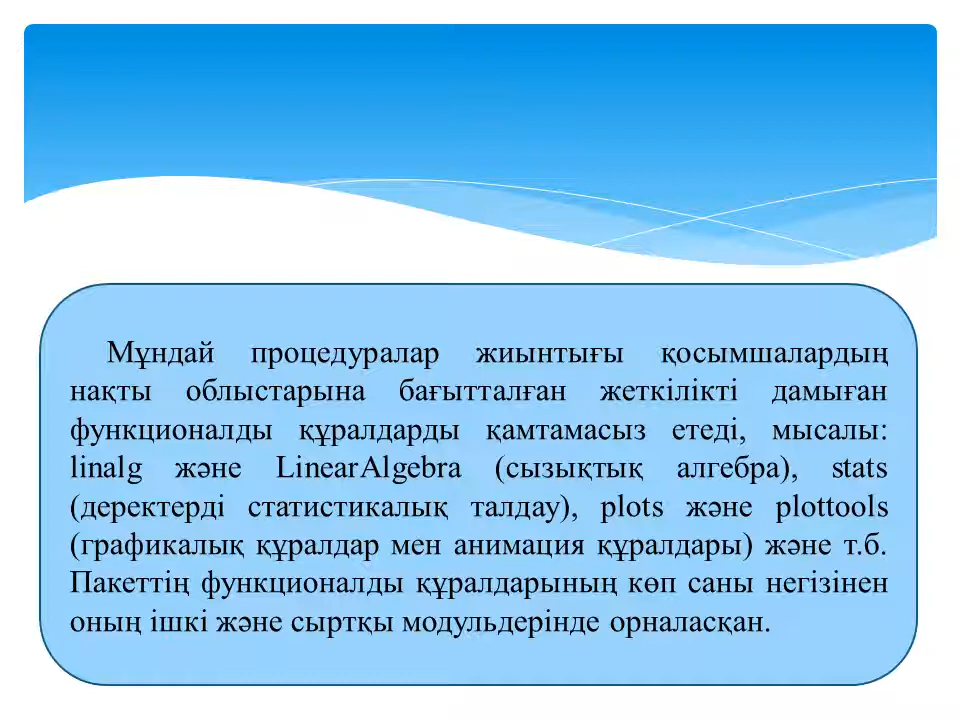 Мұндай процедуралар жиынтығы қосымшалардың
нақты облыстарына бағытталған жеткілікті дамыған
функционалды құралдарды қамтамасыз етеді, мысалы:
linalg және LinearAlgebra (сызықтық алгебра), stats
(деректерді статистикалық талдау), plots және plottools
(графикалық құралдар мен анимация құралдары) және т.б.
Пакеттің функционалды құралдарының көп саны негізінен
оның ішкі және сыртқы модульдерінде орналасқан.